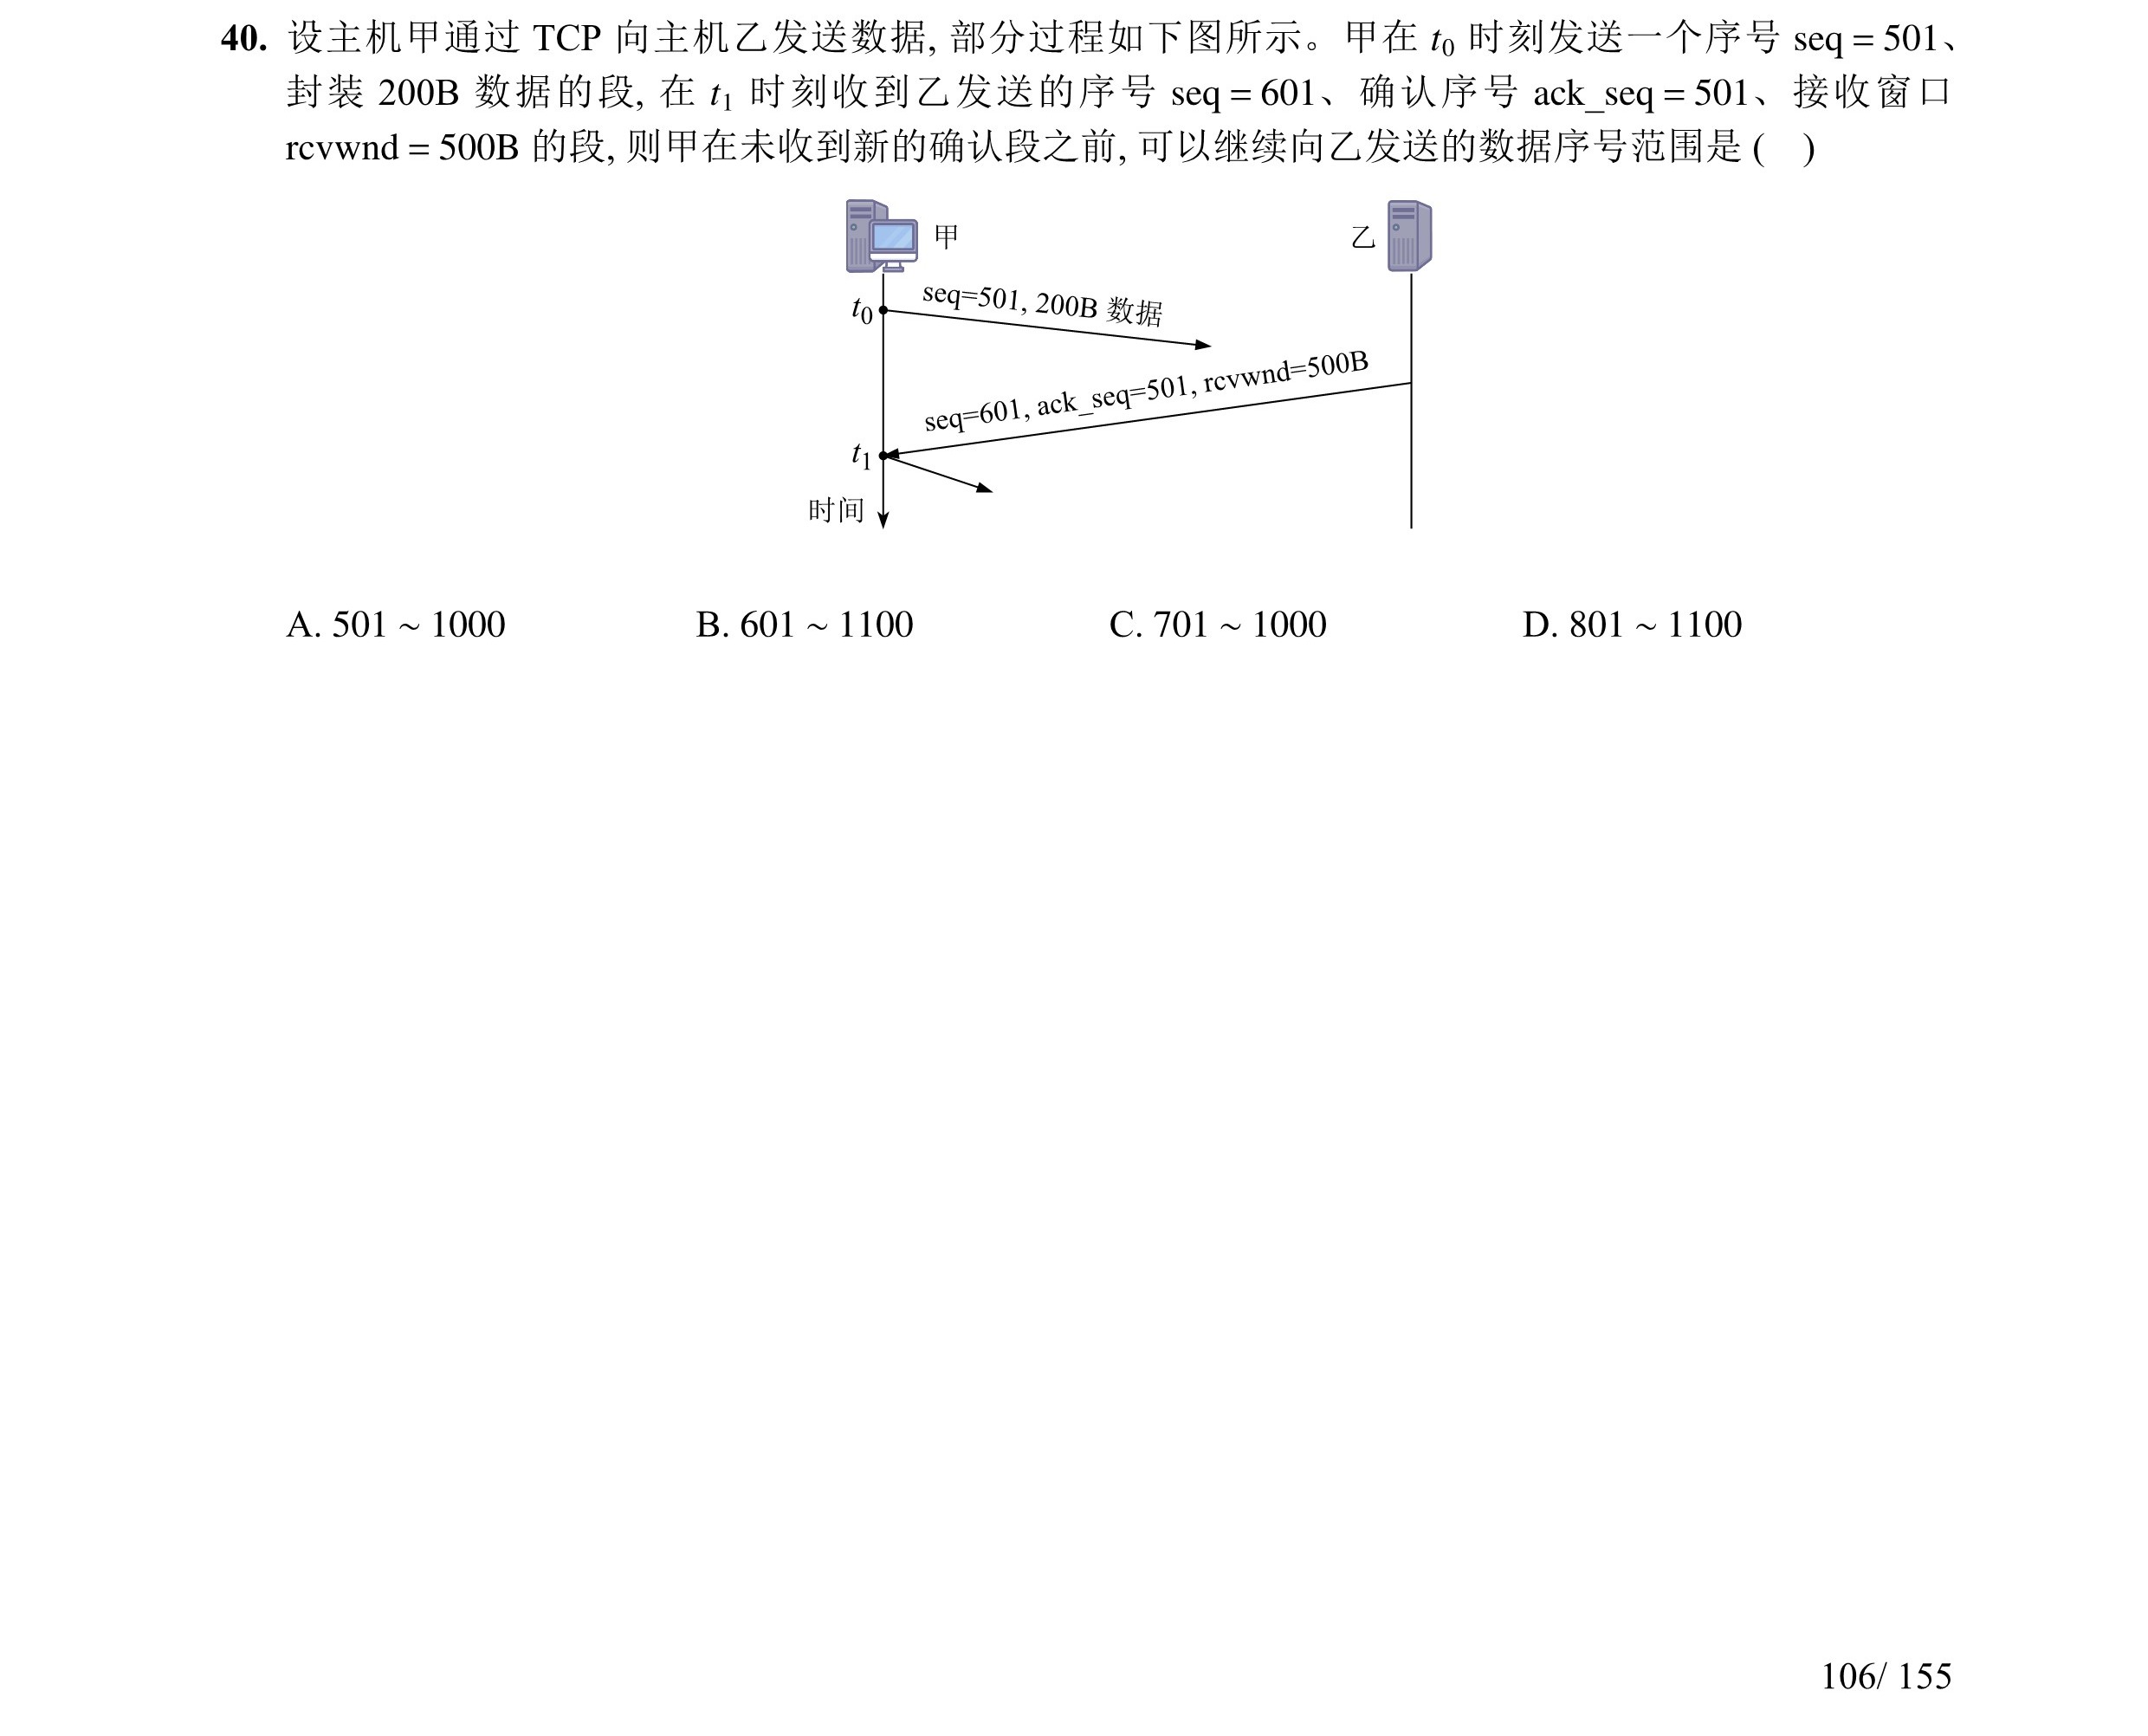 40. 设主机甲通过 TCP 向主机乙发送数据, 部分过程如下图所示。甲在 t0 时刻发送一个序号 seq = 501、
封装 200B 数据的段, 在 t1 时刻收到乙发送的序号 seq = 601、确认序号 ack_seq = 501、接收窗口
rcvwnd = 500B 的段, 则甲在未收到新的确认段之前, 可以继续向乙发送的数据序号范围是 (   )
甲
乙
seq=501, 200B 数据
t0
seq=601, ack_seq=501, rcvwnd=500B
t1
时间
A. 501 ~ 1000 B. 601 ~ 1100 C. 701 ~ 1000 D. 801 ~ 1100
106/ 155